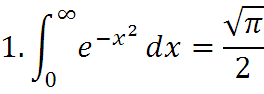 1. ∫₀^∞ e^{-x²} dx = √π/2